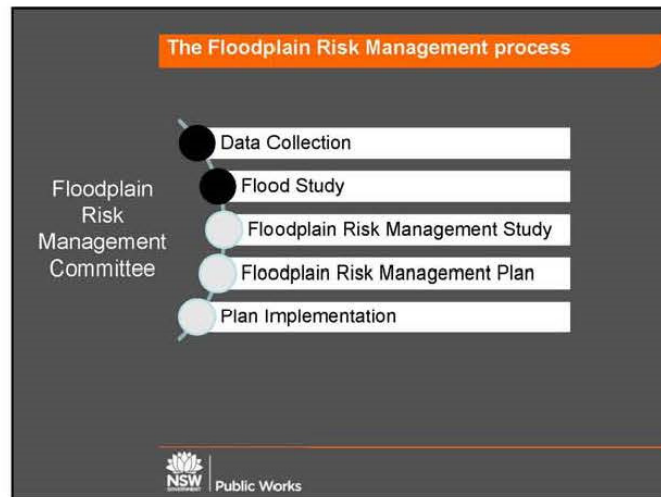 The Floodplain Risk Management process
Floodplain
Risk
Management
Committee
Data Collection
Flood Study
Floodplain Risk Management Study
Floodplain Risk Management Plan
Plan Implementation
NSW
GOVERNMENT
Public Works